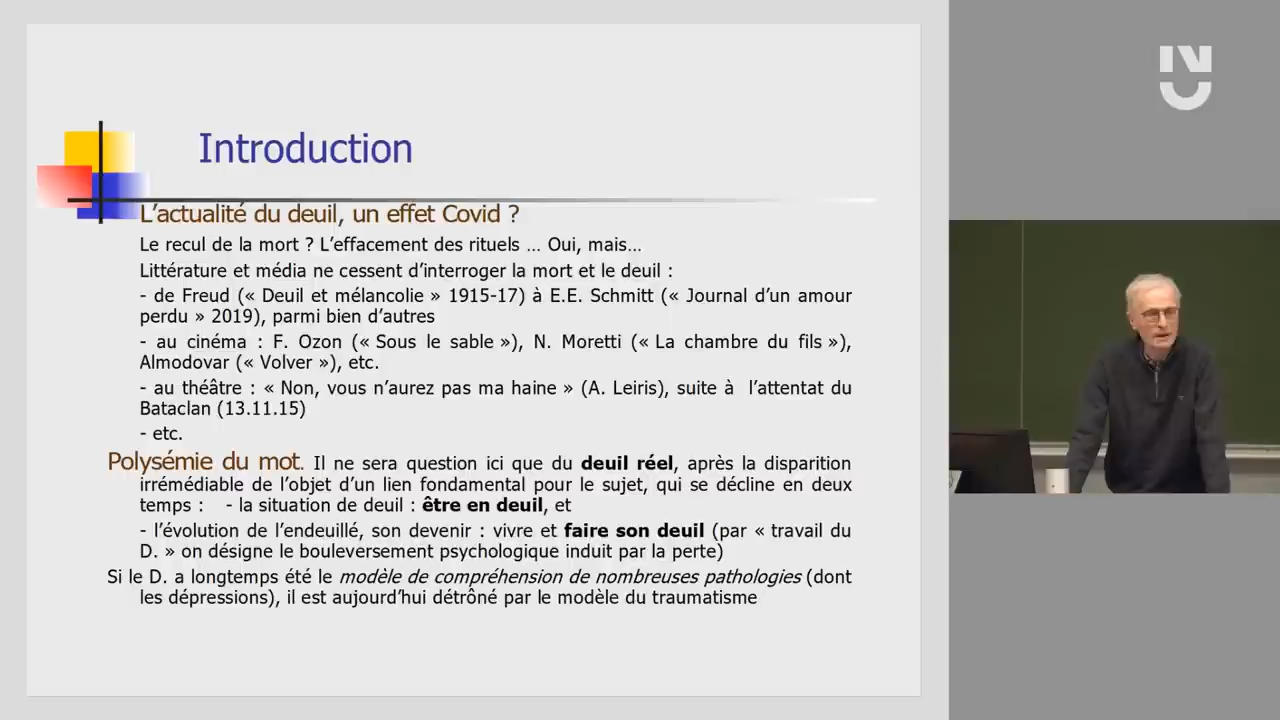 Introduction
L'actualité du deuil, un effet Covid ?
Le recul de la mort ? L'effacement des rituels … Oui, mais…
Littérature et média ne cessent d'interroger la mort et le deuil :
- de Freud (« Deuil et mélancolie » 1915-17) à E.E. Schmitt (« Journal d'un amour
perdu » 2019), parmi bien d'autres
- au cinéma : F. Ozon (« Sous le sable »), N. Moretti (« La chambre du fils »),
Almodovar (« Volver »), etc.
- au théâtre : « Non, vous n'aurez pas ma haine » (A. Leiris), suite à l'attentat du
Bataclan (13.11.15)
- etc.
Polysémie du mot. Il ne sera question ici que du deuil réel, après la disparition
irrémédiable de l'objet d'un lien fondamental pour le sujet, qui se décline en deux
temps : - la situation de deuil : être en deuil, et
- l'évolution de l'endeuillé, son devenir : vivre et faire son deuil (par « travail du
D. » on désigne le bouleversement psychologique induit par la perte)
Si le D. a longtemps été le modèle de compréhension de nombreuses pathologies (dont
les dépressions), il est aujourd'hui détrôné par le modèle du traumatisme